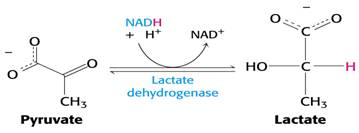 NADH
+ H⁺ NAD⁺
Lactate
dehydrogenase
O O
O
CH₃
Pyruvate
O O
C
HO C H
CH₃
Lactate